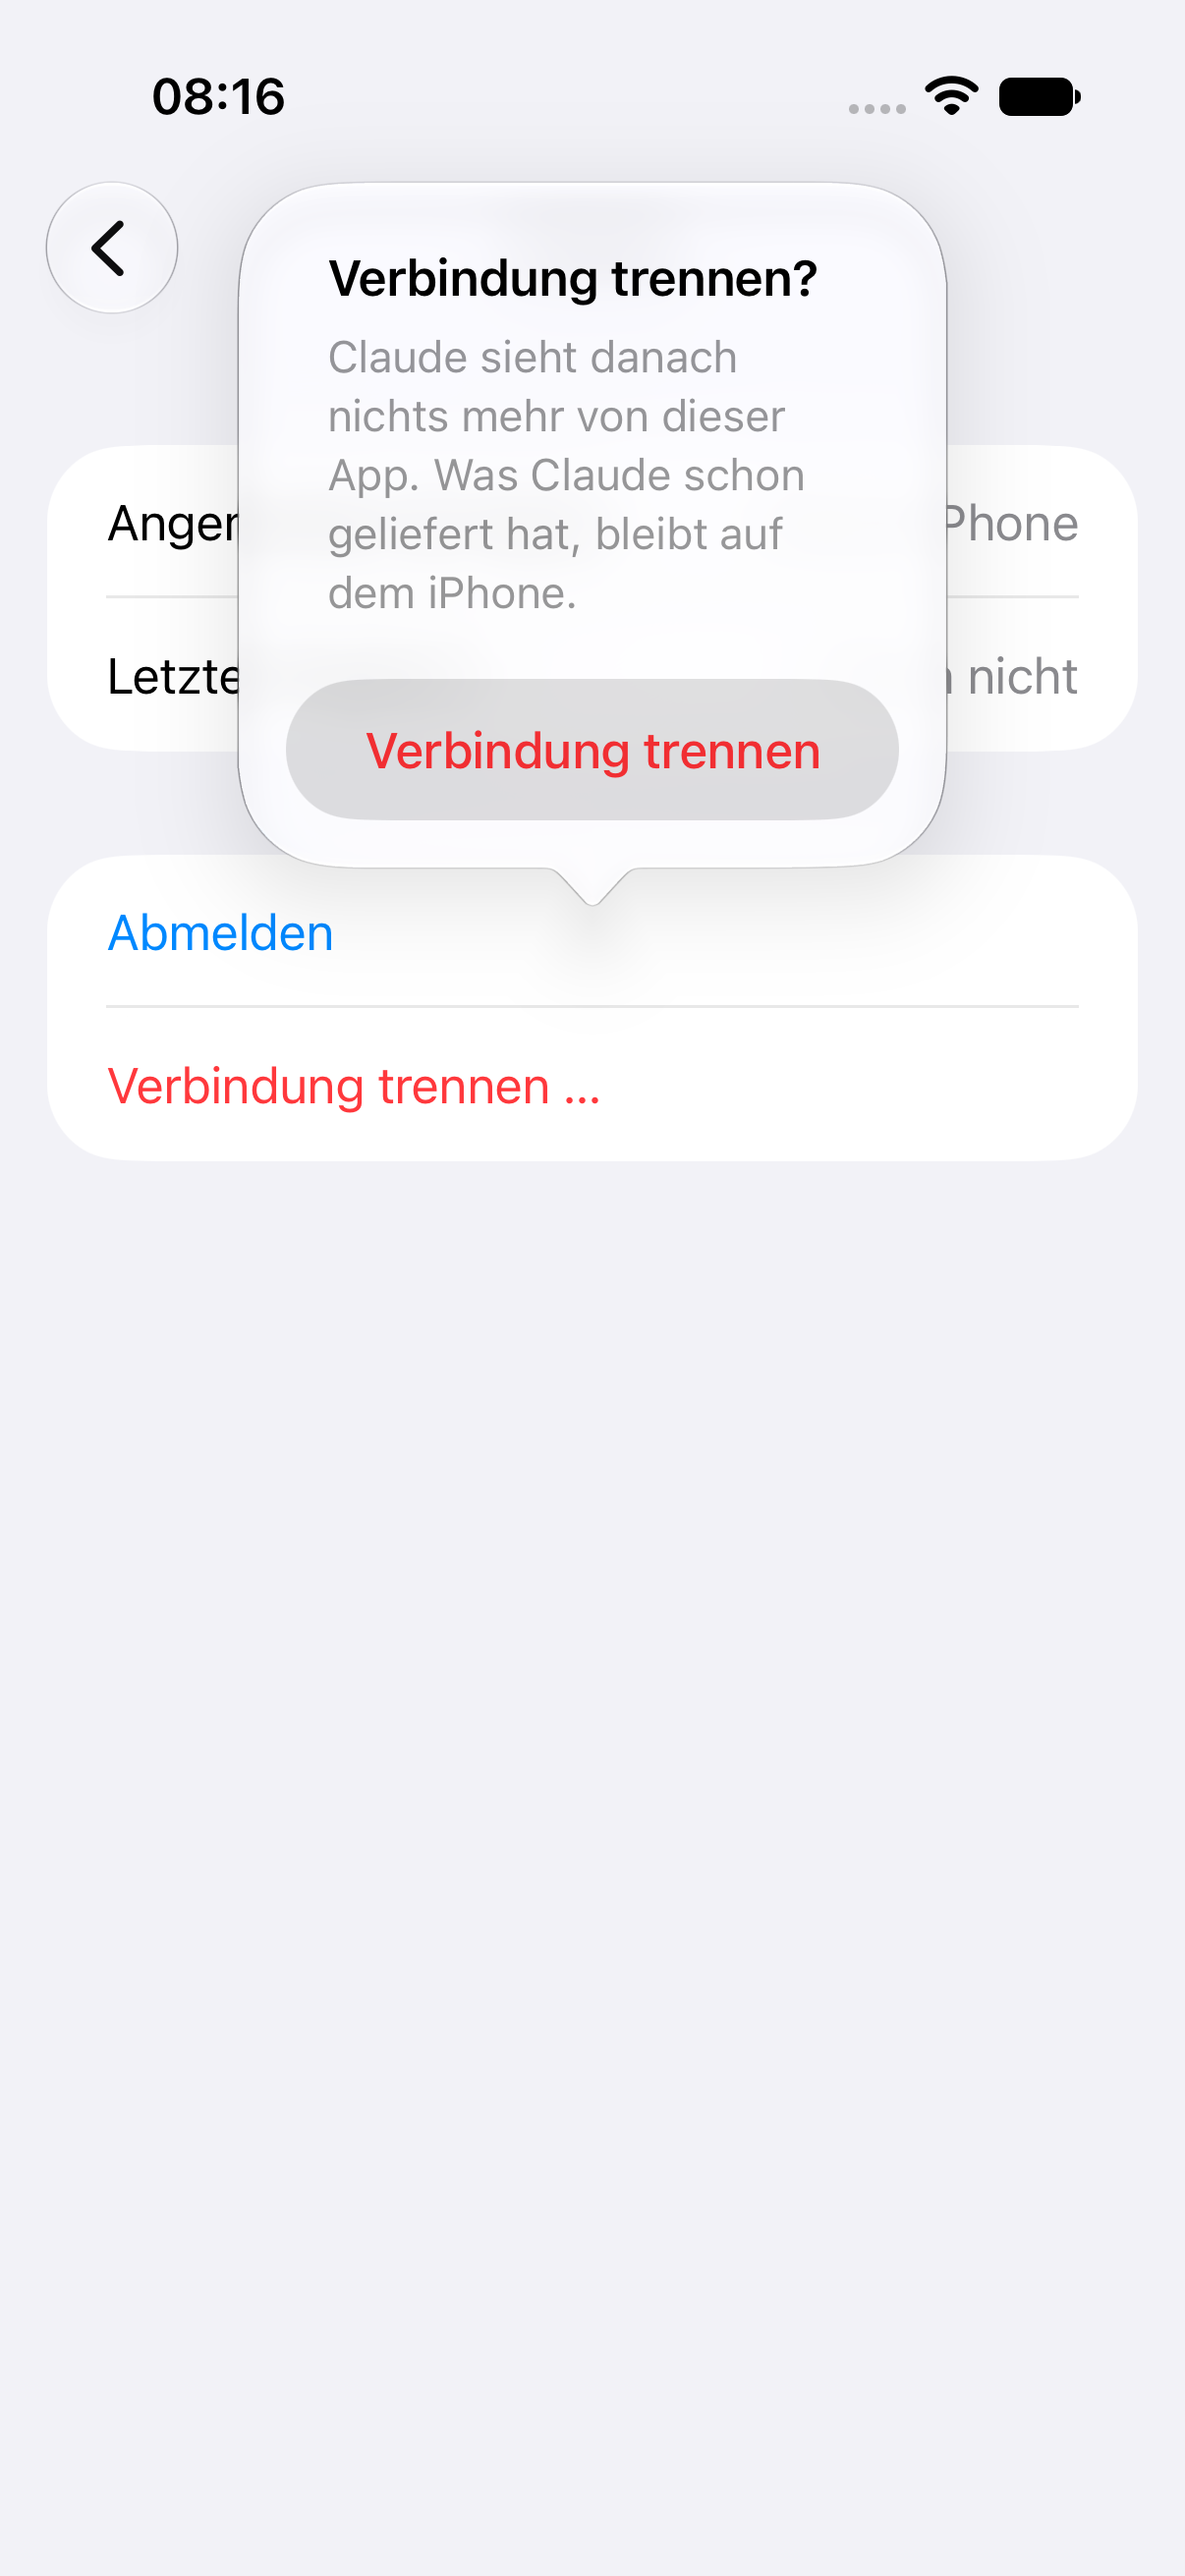 08:16
Verbindung trennen?
Claude sieht danach
nichts mehr von dieser
App. Was Claude schon
geliefert hat, bleibt auf
dem iPhone.
Verbindung trennen
nicht
Abmelden
Verbindung trennen ...